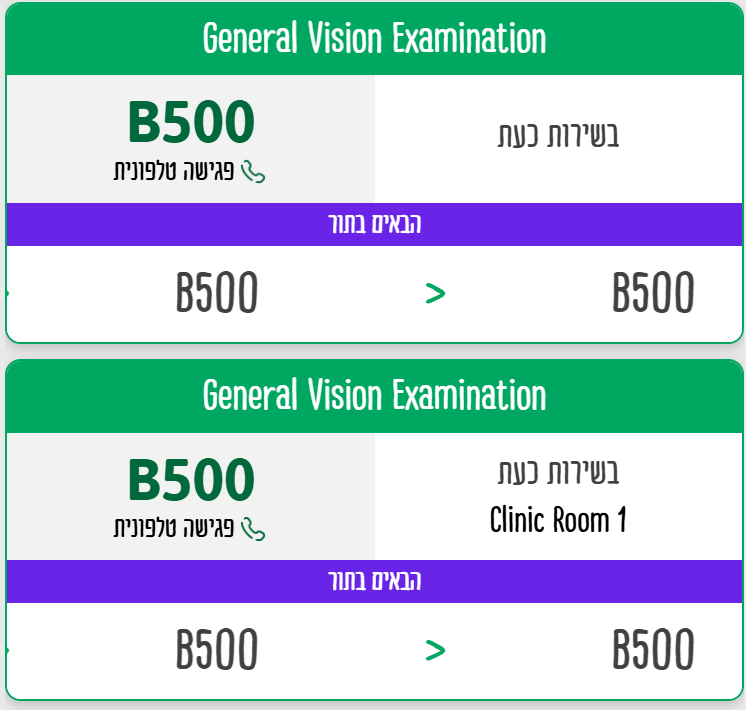 General Vision Examination
בשירות כעת
B500
פגישה טלפונית
הבאים בתור
B500 > B500
General Vision Examination
בשירות כעת
Clinic Room 1
B500
פגישה טלפונית
הבאים בתור
B500 > B500